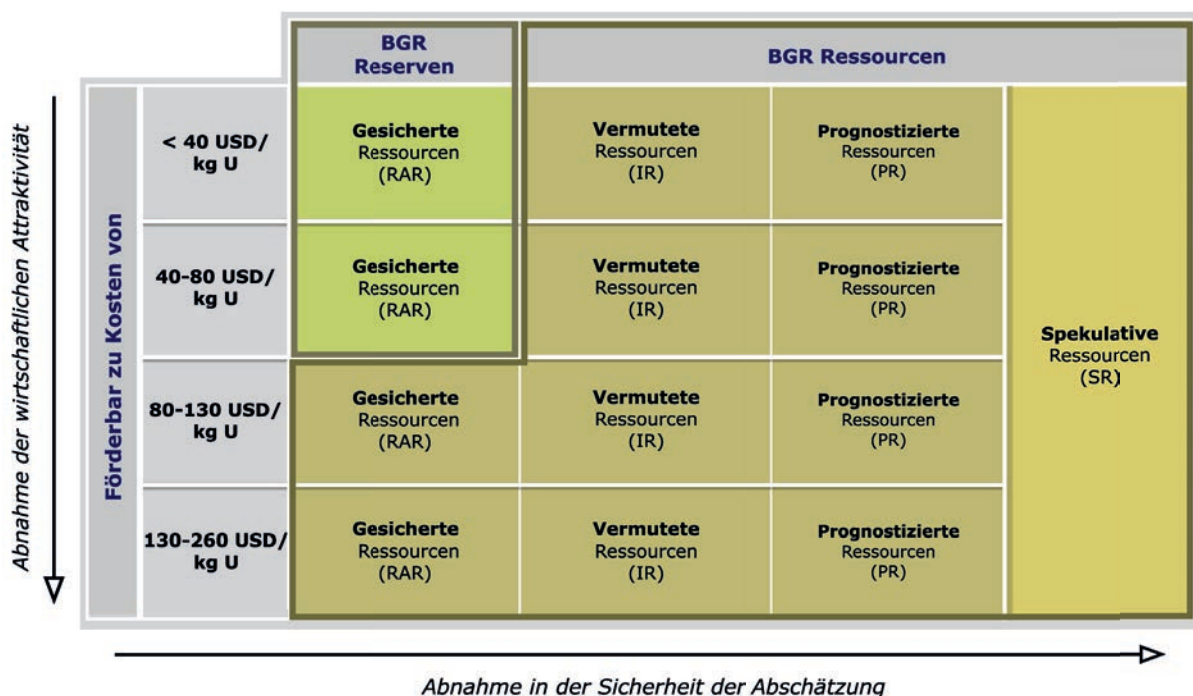 BGR
Reserven
BGR Ressourcen
Abnahme der wirtschaftlichen Attraktivität
Förderbar zu Kosten von
< 40 USD/
kg U
Gesicherte
Ressourcen
(RAR)
Vermutete
Ressourcen
(IR)
Prognostizierte
Ressourcen
(PR)
40-80 USD/
kg U
Gesicherte
Ressourcen
(RAR)
Vermutete
Ressourcen
(IR)
Prognostizierte
Ressourcen
(PR)
Spekulative
Ressourcen
(SR)
80-130 USD/
kg U
Gesicherte
Ressourcen
(RAR)
Vermutete
Ressourcen
(IR)
Prognostizierte
Ressourcen
(PR)
130-260 USD/
kg U
Gesicherte
Ressourcen
(RAR)
Vermutete
Ressourcen
(IR)
Prognostizierte
Ressourcen
(PR)
Abnahme in der Sicherheit der Abschätzung